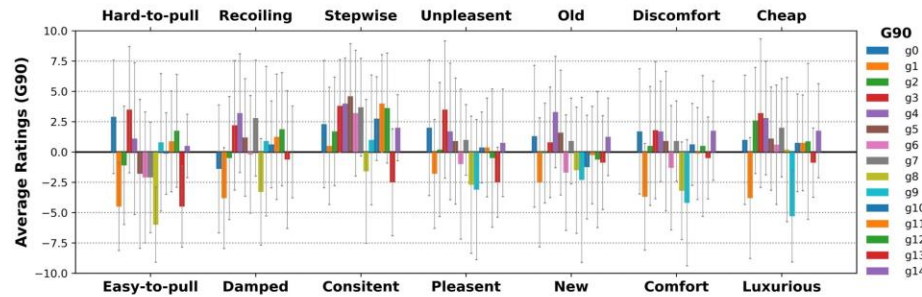 Hard-to-pull Recoiling Stepwise Unpleasent Old Discomfort Cheap
10.0
7.5
5.0
2.5
0.0
−2.5
−5.0
−7.5
−10.0
Average Ratings (G90)
Easy-to-pull Damped Consitent Pleasent New Comfort Luxurious
G90
g0
g1
g2
g3
g4
g5
g6
g7
g8
g9
g10
g11
g12
g13
g14